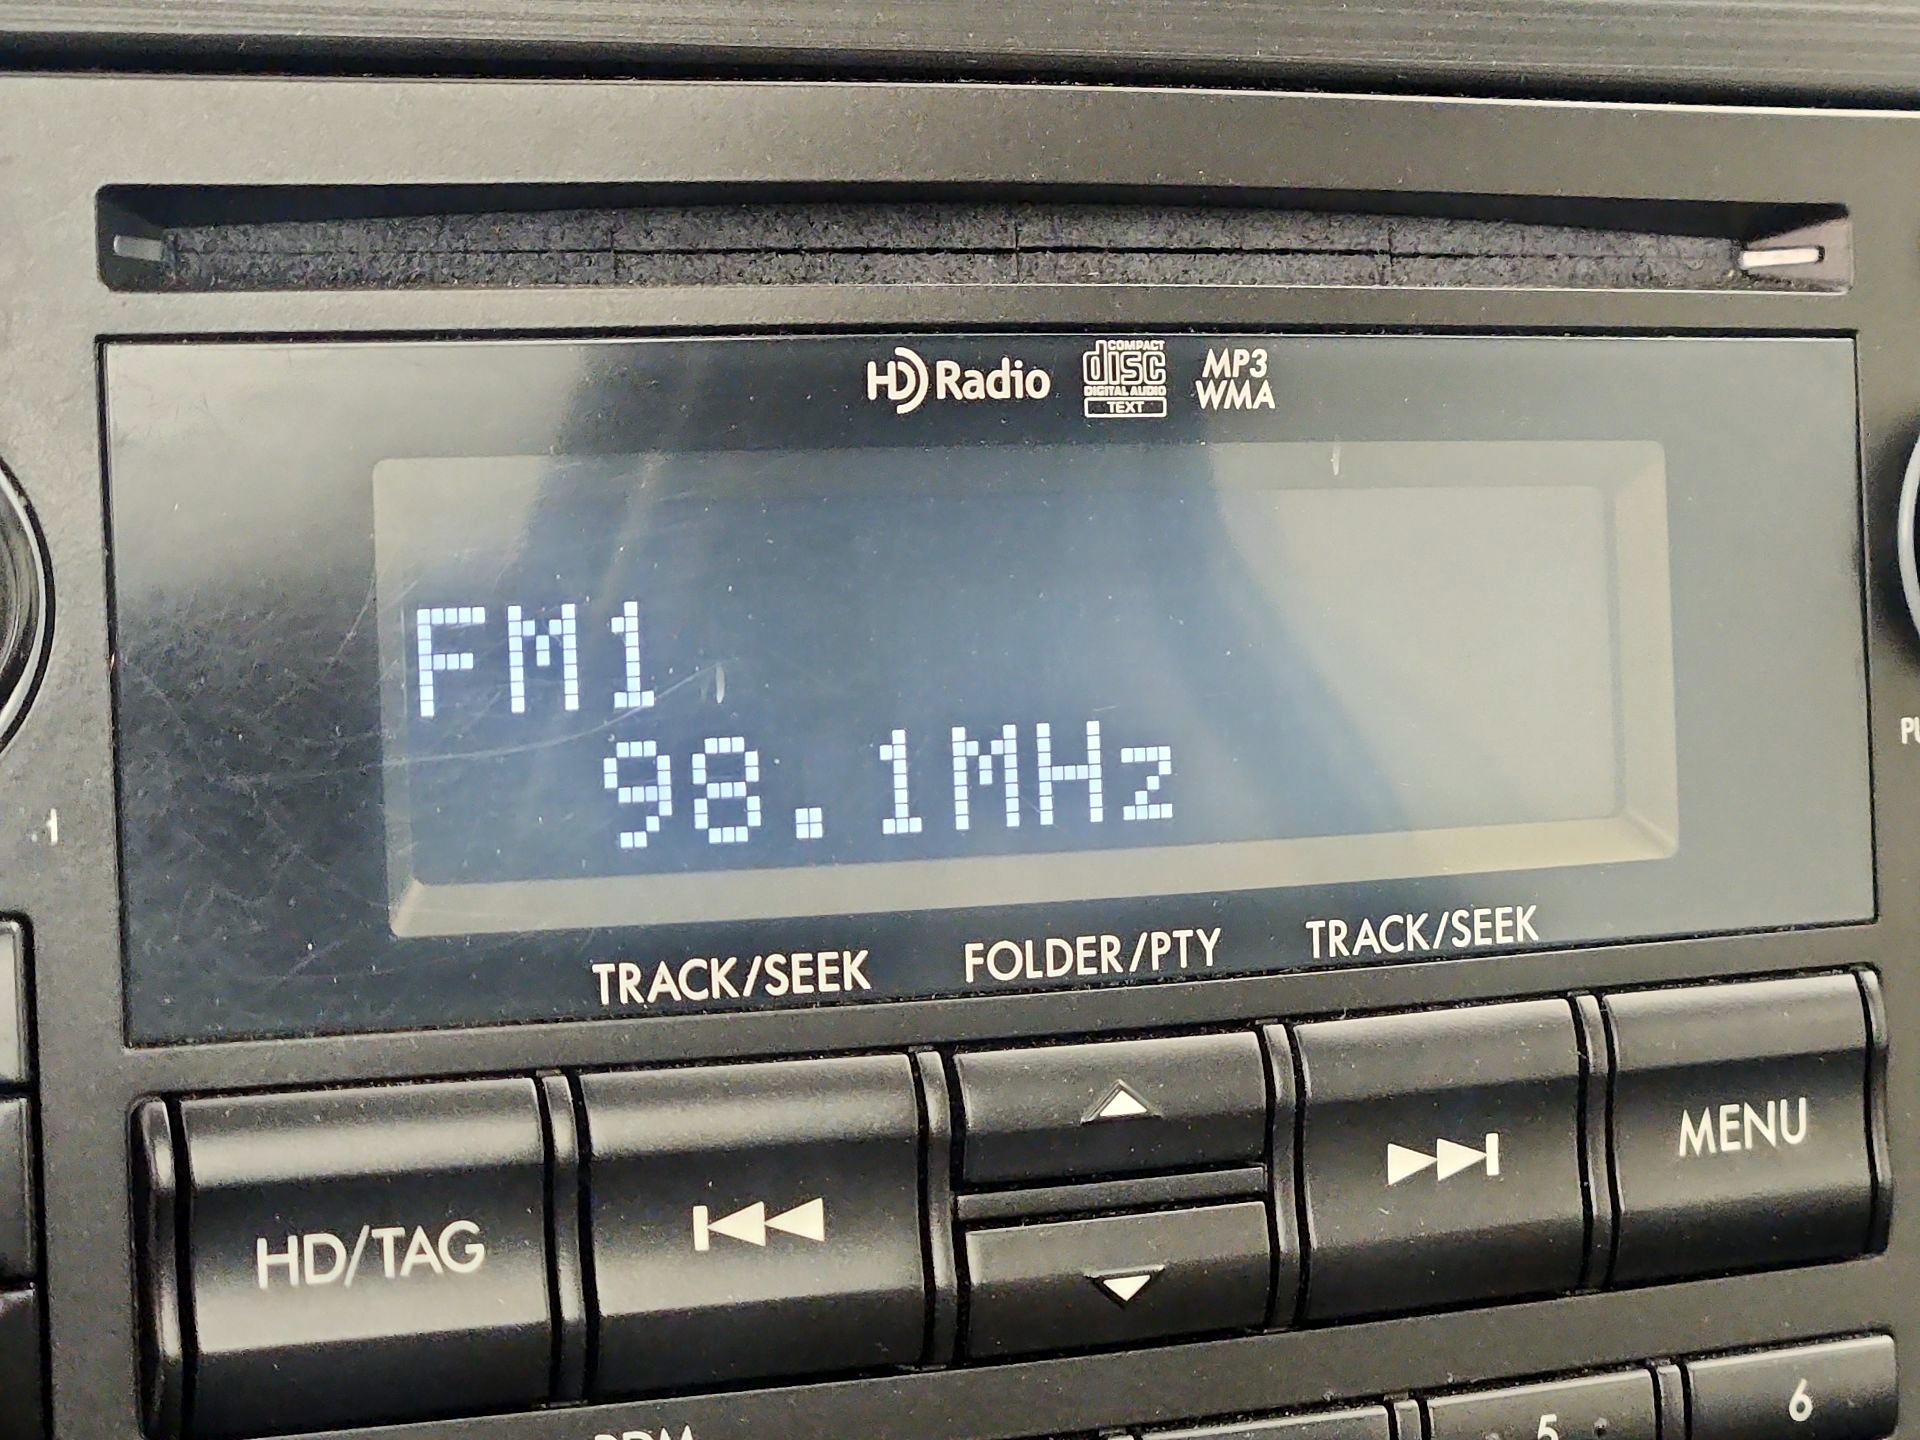 HD Radio
COMPACT
disc
DIGITAL AUDIO
TEXT
MP3
WMA
FM1
98.1MHz
TRACK/SEEK
FOLDER/PTY
TRACK/SEEK
HD/TAG
MENU
5
6